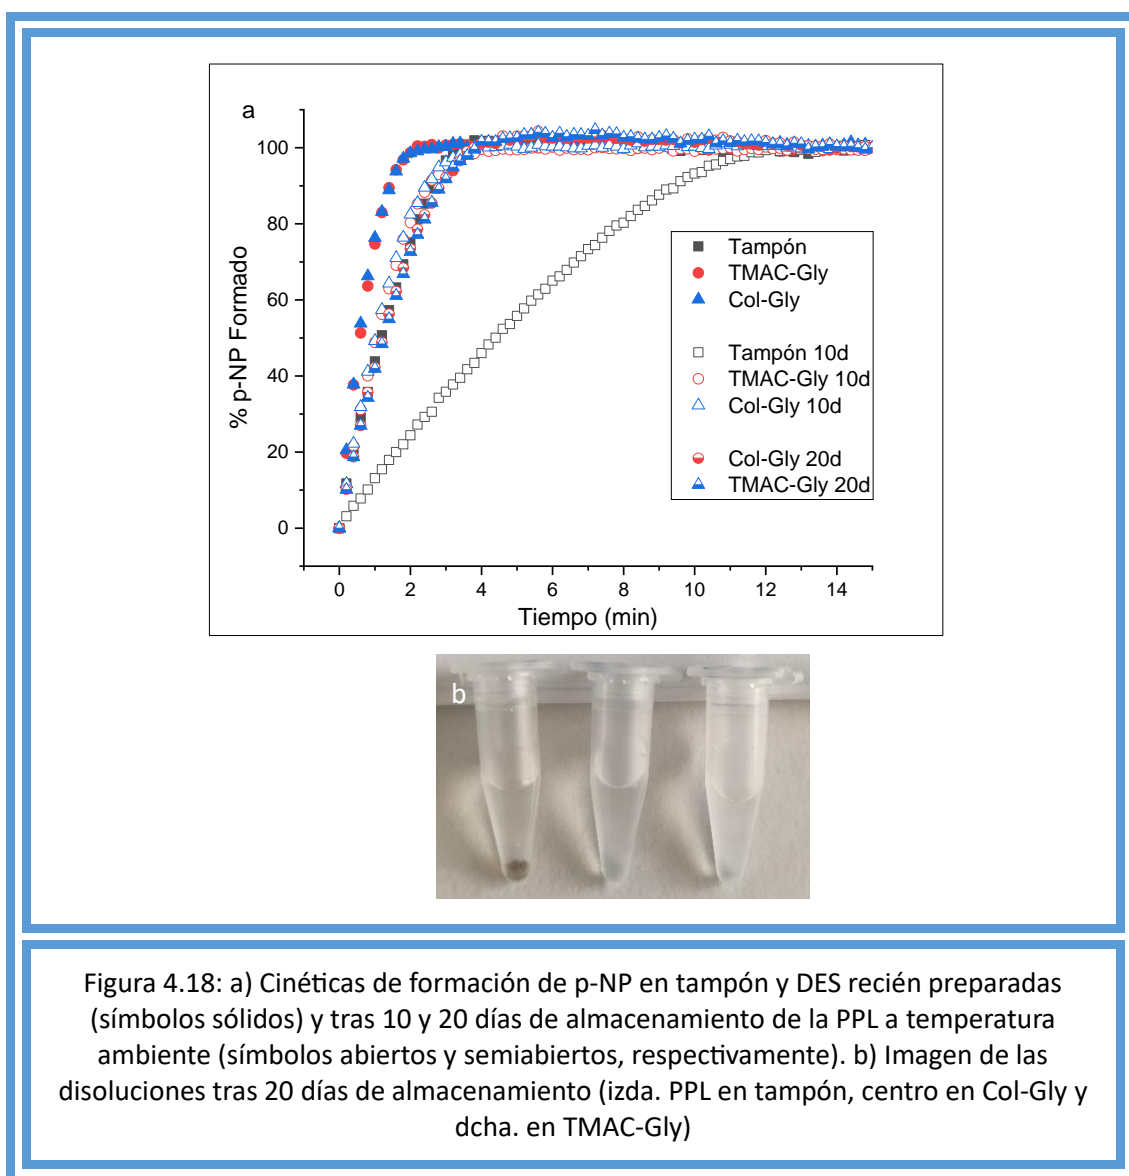 a
100
80
60
40
20
0
% p-NP Formado
Tampón
TMAC-Gly
Col-Gly
Tampón 10d
TMAC-Gly 10d
Col-Gly 10d
Col-Gly 20d
TMAC-Gly 20d
0 2 4 6 8 10 12 14
Tiempo (min)
b
Figura 4.18: a) Cinéticas de formación de p-NP en tampón y DES recién preparadas
(símbolos sólidos) y tras 10 y 20 días de almacenamiento de la PPL a temperatura
ambiente (símbolos abiertos y semiabiertos, respectivamente). b) Imagen de las
disoluciones tras 20 días de almacenamiento (izda. PPL en tampón, centro en Col-Gly y
dcha. en TMAC-Gly)